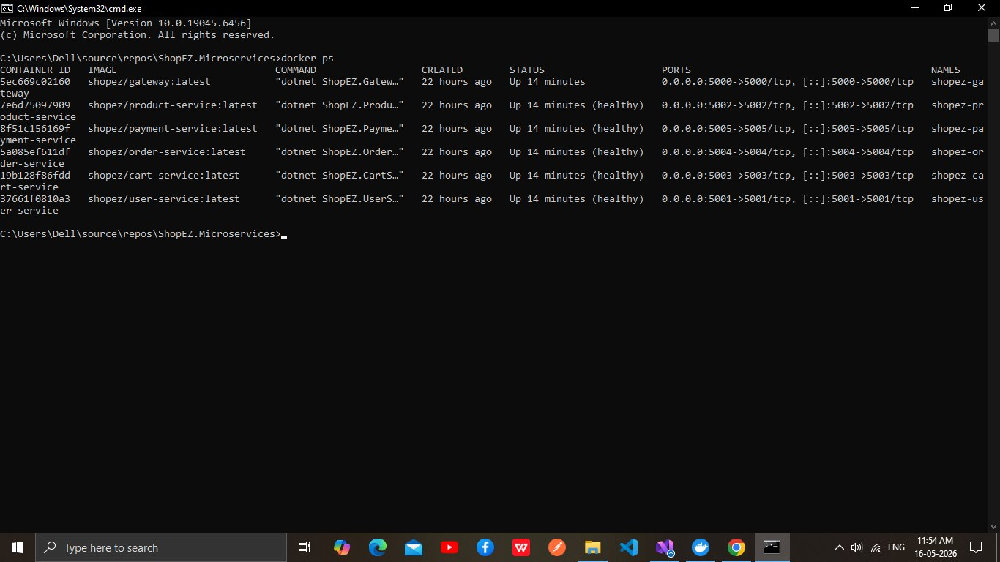 C:\Windows\System32\cmd.exe
Microsoft Windows [Version 10.0.19045.6456]
(c) Microsoft Corporation. All rights reserved.
C:\Users\Dell\source\repos\ShopEZ.Microservices>docker ps
CONTAINER ID   IMAGE                           COMMAND                  CREATED        STATUS                    PORTS                                         NAMES
5ec669c02160   shopez/gateway:latest           "dotnet ShopEZ.Gatew…"   22 hours ago   Up 14 minutes             0.0.0.0:5000->5000/tcp, [::]:5000->5000/tcp   shopez-ga
teway
7e6d75097909   shopez/product-service:latest   "dotnet ShopEZ.Produ…"   22 hours ago   Up 14 minutes (healthy)   0.0.0.0:5002->5002/tcp, [::]:5002->5002/tcp   shopez-pr
oduct-service
8f51c156169f   shopez/payment-service:latest   "dotnet ShopEZ.Payme…"   22 hours ago   Up 14 minutes (healthy)   0.0.0.0:5005->5005/tcp, [::]:5005->5005/tcp   shopez-pa
yment-service
5a085ef611df   shopez/order-service:latest     "dotnet ShopEZ.Order…"   22 hours ago   Up 14 minutes (healthy)   0.0.0.0:5004->5004/tcp, [::]:5004->5004/tcp   shopez-or
der-service
19b128f86fdd   shopez/cart-service:latest      "dotnet ShopEZ.CartS…"   22 hours ago   Up 14 minutes (healthy)   0.0.0.0:5003->5003/tcp, [::]:5003->5003/tcp   shopez-ca
rt-service
37661f0810a3   shopez/user-service:latest      "dotnet ShopEZ.UserS…"   22 hours ago   Up 14 minutes (healthy)   0.0.0.0:5001->5001/tcp, [::]:5001->5001/tcp   shopez-us
er-service
C:\Users\Dell\source\repos\ShopEZ.Microservices>
Type here to search
ENG
11:54 AM
16-05-2026